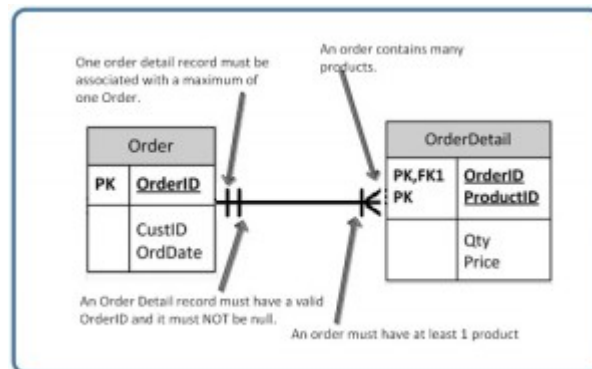 One order detail record must be
associated with a maximum of
one Order.
An order contains many
products.
Order
PK OrderID
CustID
OrdDate
OrderDetail
PK,FK1 OrderID
PK ProductID
Qty
Price
An Order Detail record must have a valid
OrderID and it must NOT be null.
An order must have at least 1 product